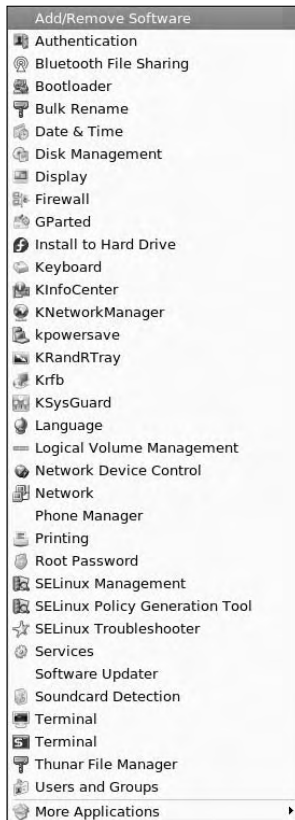 Add/Remove Software
Authentication
Bluetooth File Sharing
Bootloader
Bulk Rename
Date & Time
Disk Management
Display
Firewall
GParted
Install to Hard Drive
Keyboard
KInfoCenter
KNetworkManager
kpowersave
KRandRTray
Krfb
KSysGuard
Language
Logical Volume Management
Network Device Control
Network
Phone Manager
Printing
Root Password
SELinux Management
SELinux Policy Generation Tool
SELinux Troubleshooter
Services
Software Updater
Soundcard Detection
Terminal
Terminal
Thunar File Manager
Users and Groups
More Applications